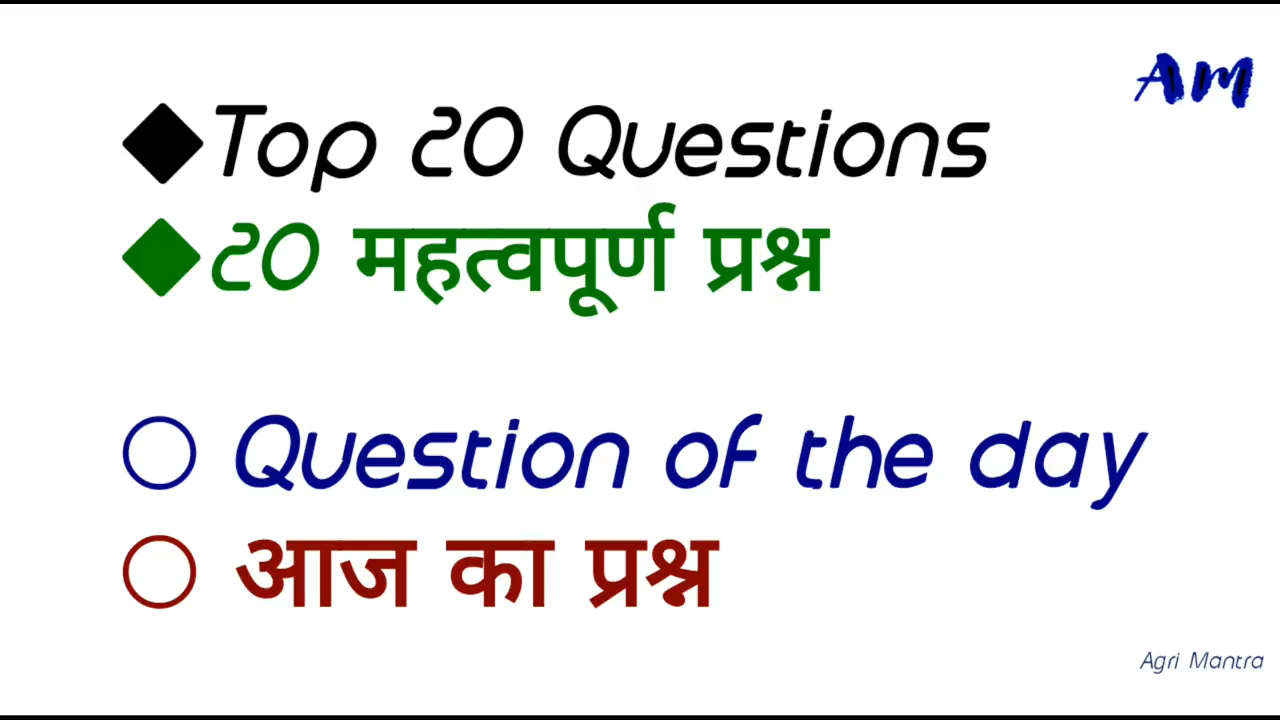 AM
◆Top 20 Questions
◆20 महत्वपूर्ण प्रश्न
○ Question of the day
○ आज का प्रश्न
Agri Mantra